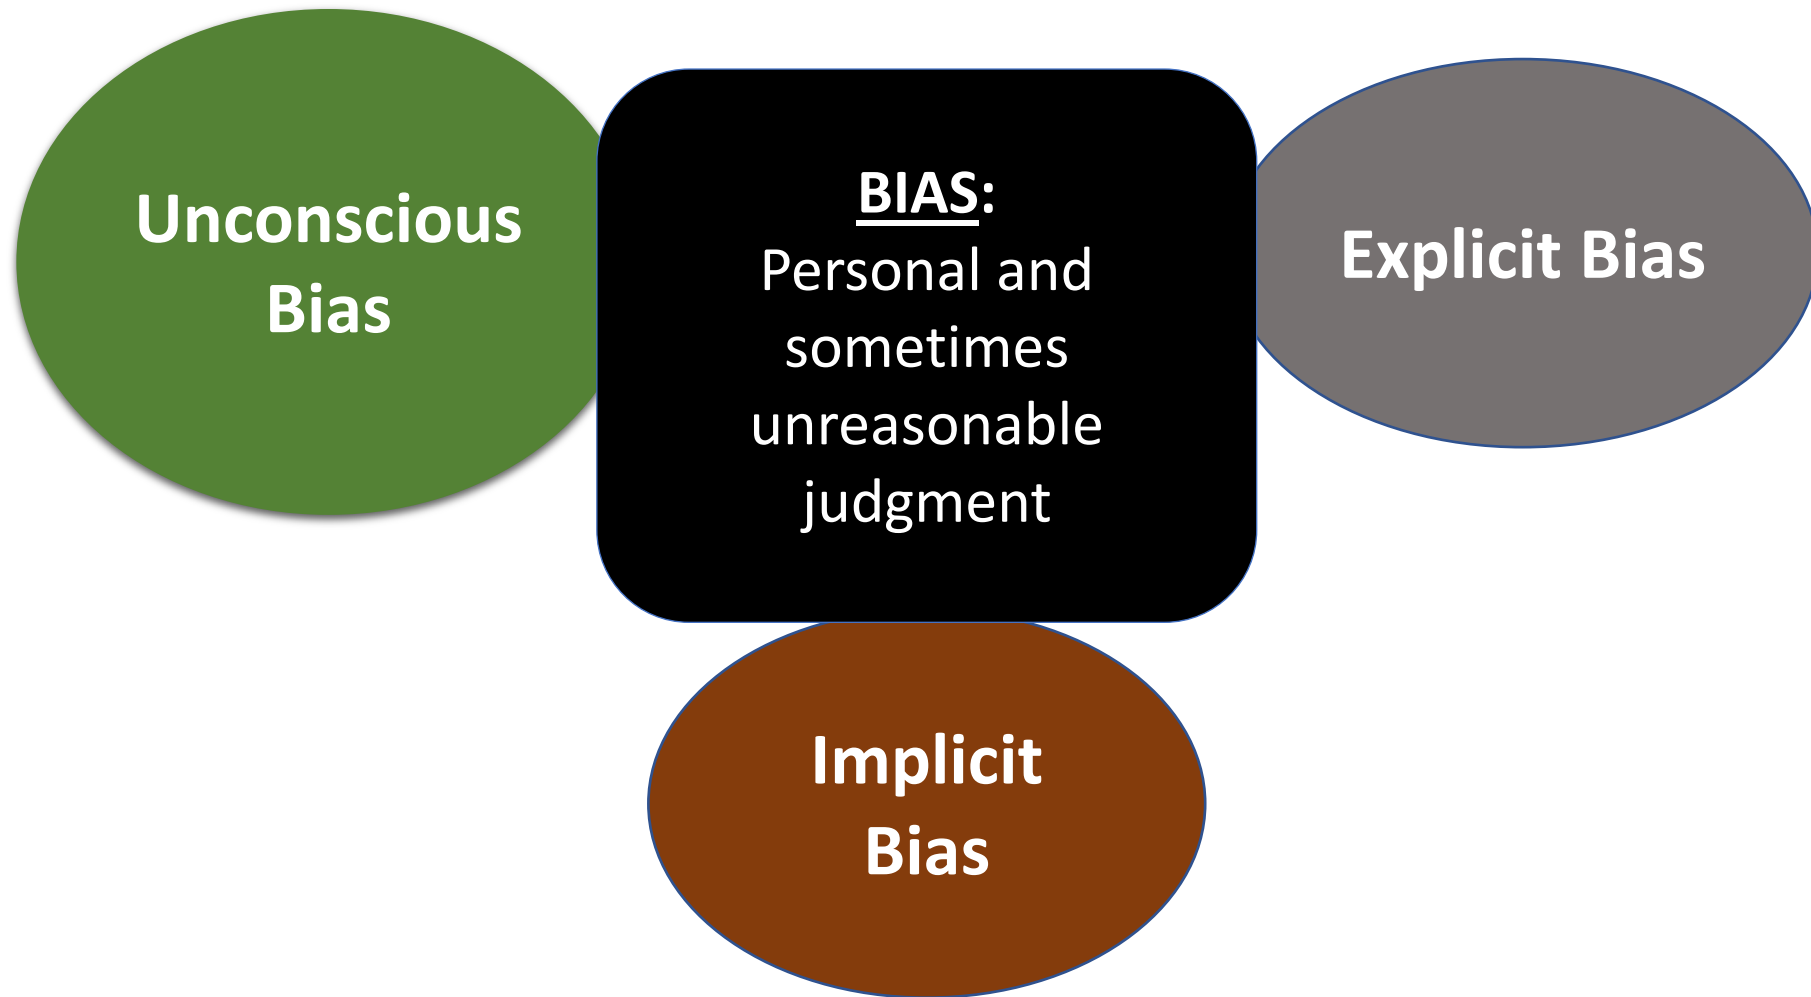 Unconscious
Bias
BIAS:
Personal and
sometimes
unreasonable
judgment
Explicit Bias
Implicit
Bias